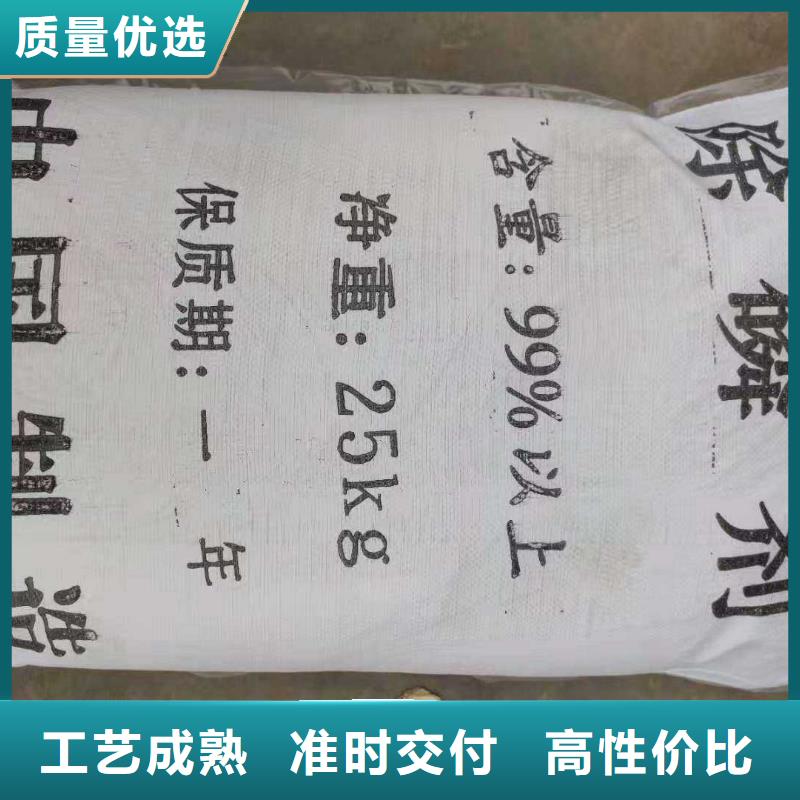 质量优选
除磷剂
含量：99%以上
净重：25kg
保质期：一年
中国制造
工艺成熟 准时交付 高性价比